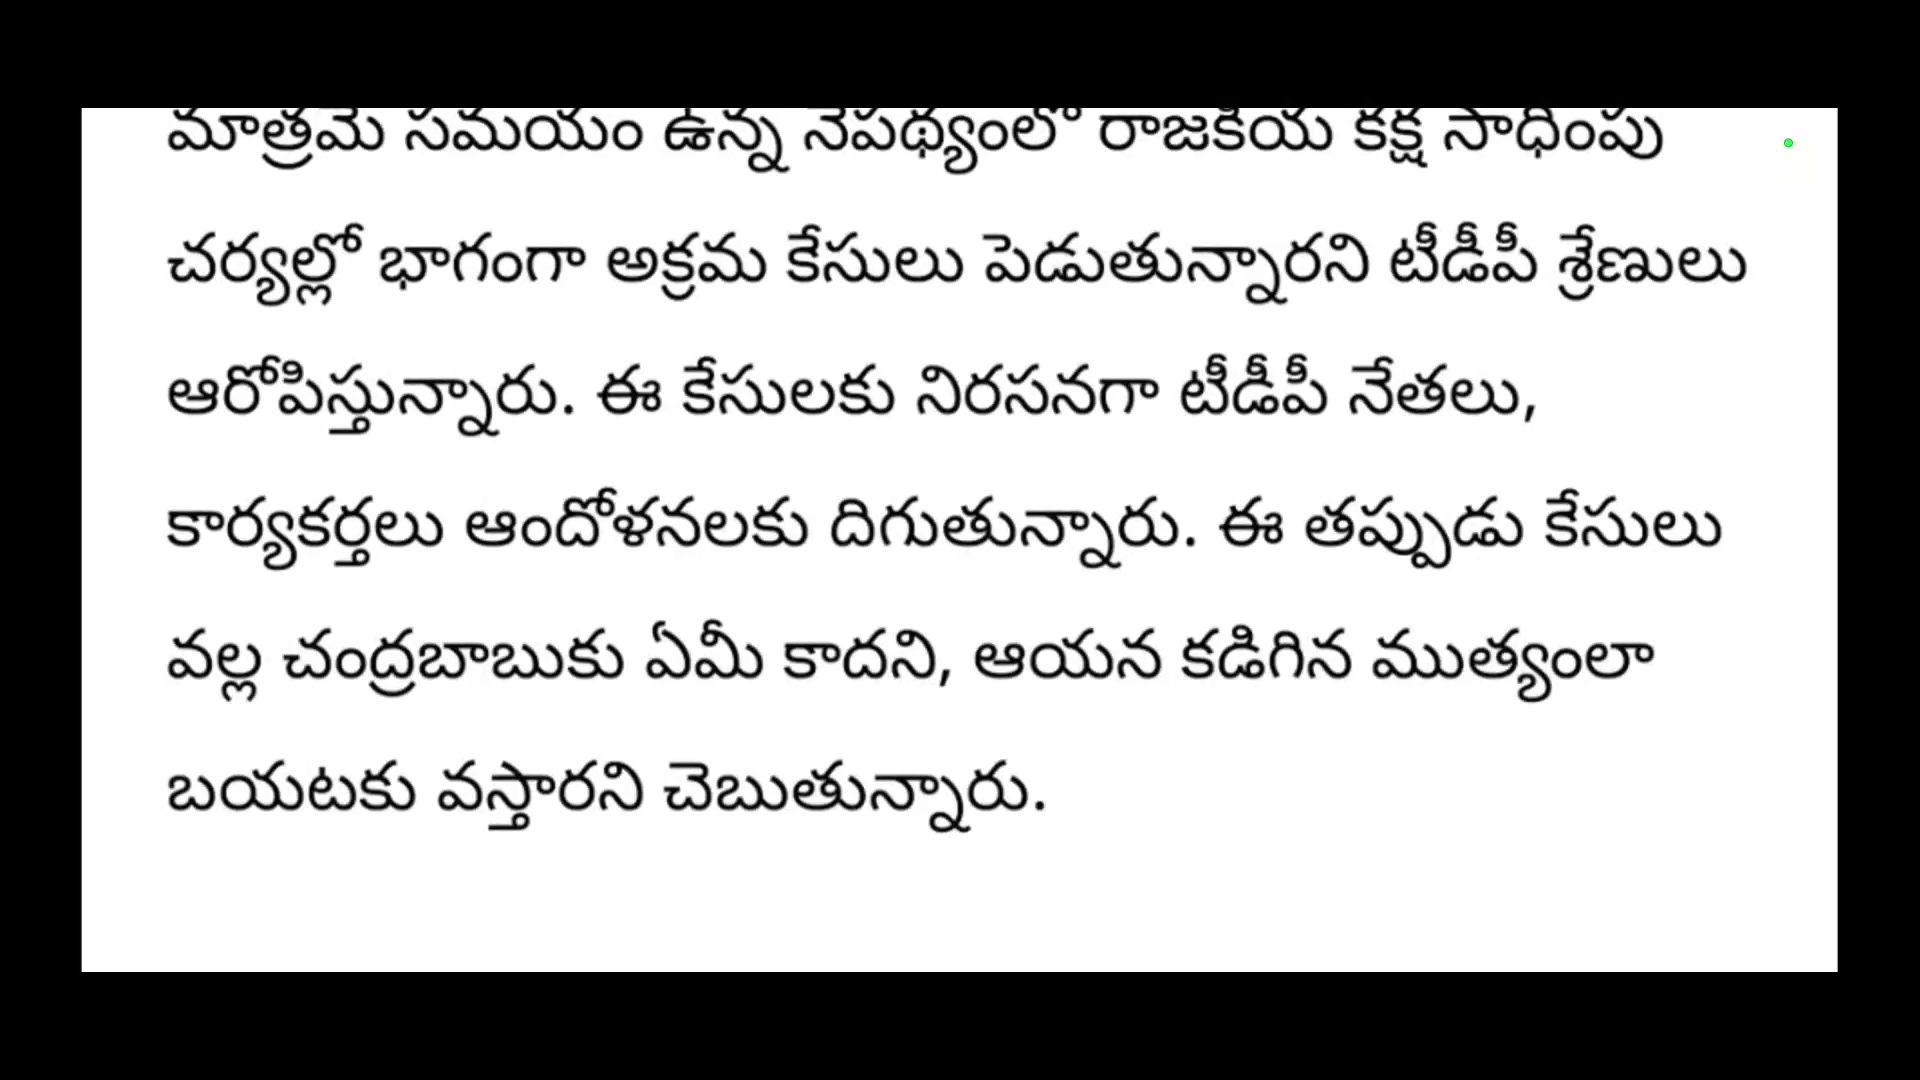 మాత్రమే సమయం ఉన్న నేపథ్యంలో రాజకీయ కక్ష సాధింపు
చర్యల్లో భాగంగా అక్రమ కేసులు పెడుతున్నారని టీడీపీ శ్రేణులు
ఆరోపిస్తున్నారు. ఈ కేసులకు నిరసనగా టీడీపీ నేతలు,
కార్యకర్తలు ఆందోళనలకు దిగుతున్నారు. ఈ తప్పుడు కేసులు
వల్ల చంద్రబాబుకు ఏమీ కాదని, ఆయన కడిగిన ముత్యంలా
బయటకు వస్తారని చెబుతున్నారు.